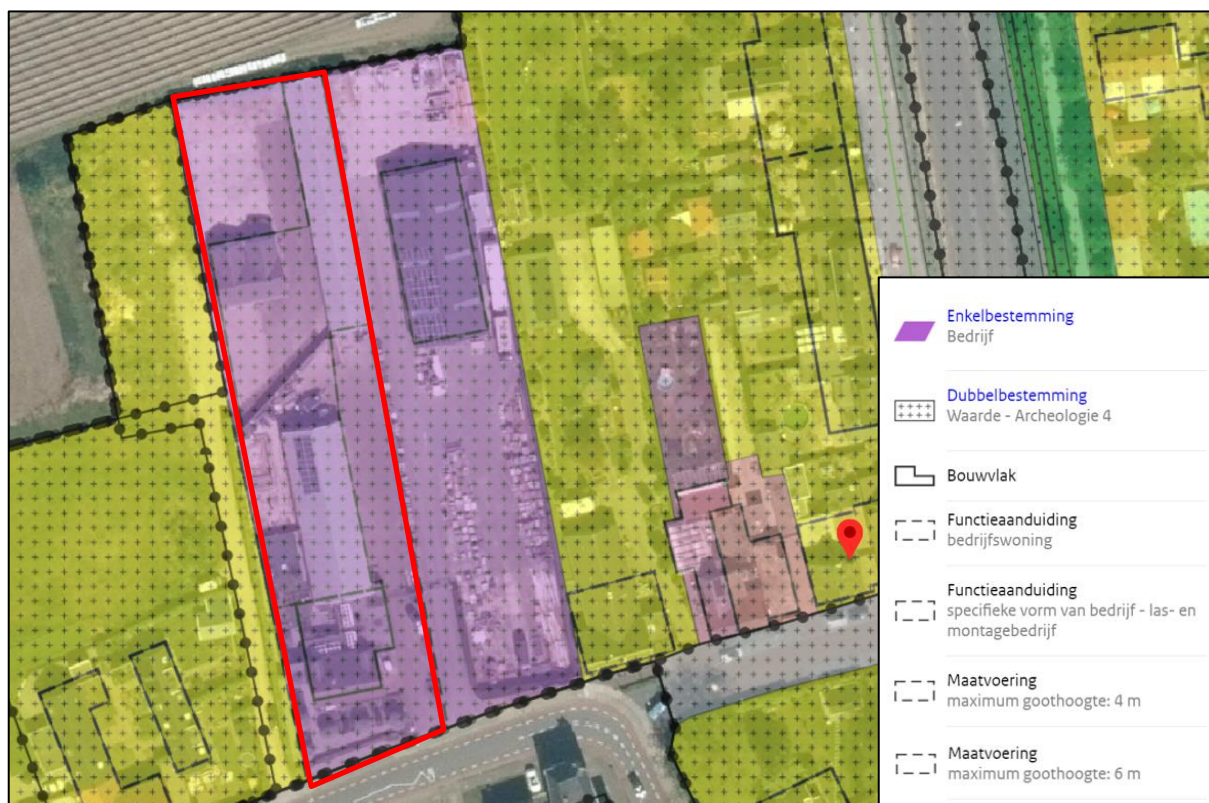 Enkelbestemming
Bedrijf
Dubbelbestemming
Waarde - Archeologie 4
Bouwvlak
Functieaanduiding
bedrijfswoning
Functieaanduiding
specifieke vorm van bedrijf - las- en
montagebedrijf
Maatvoering
maximum goothoogte: 4 m
Maatvoering
maximum goothoogte: 6 m